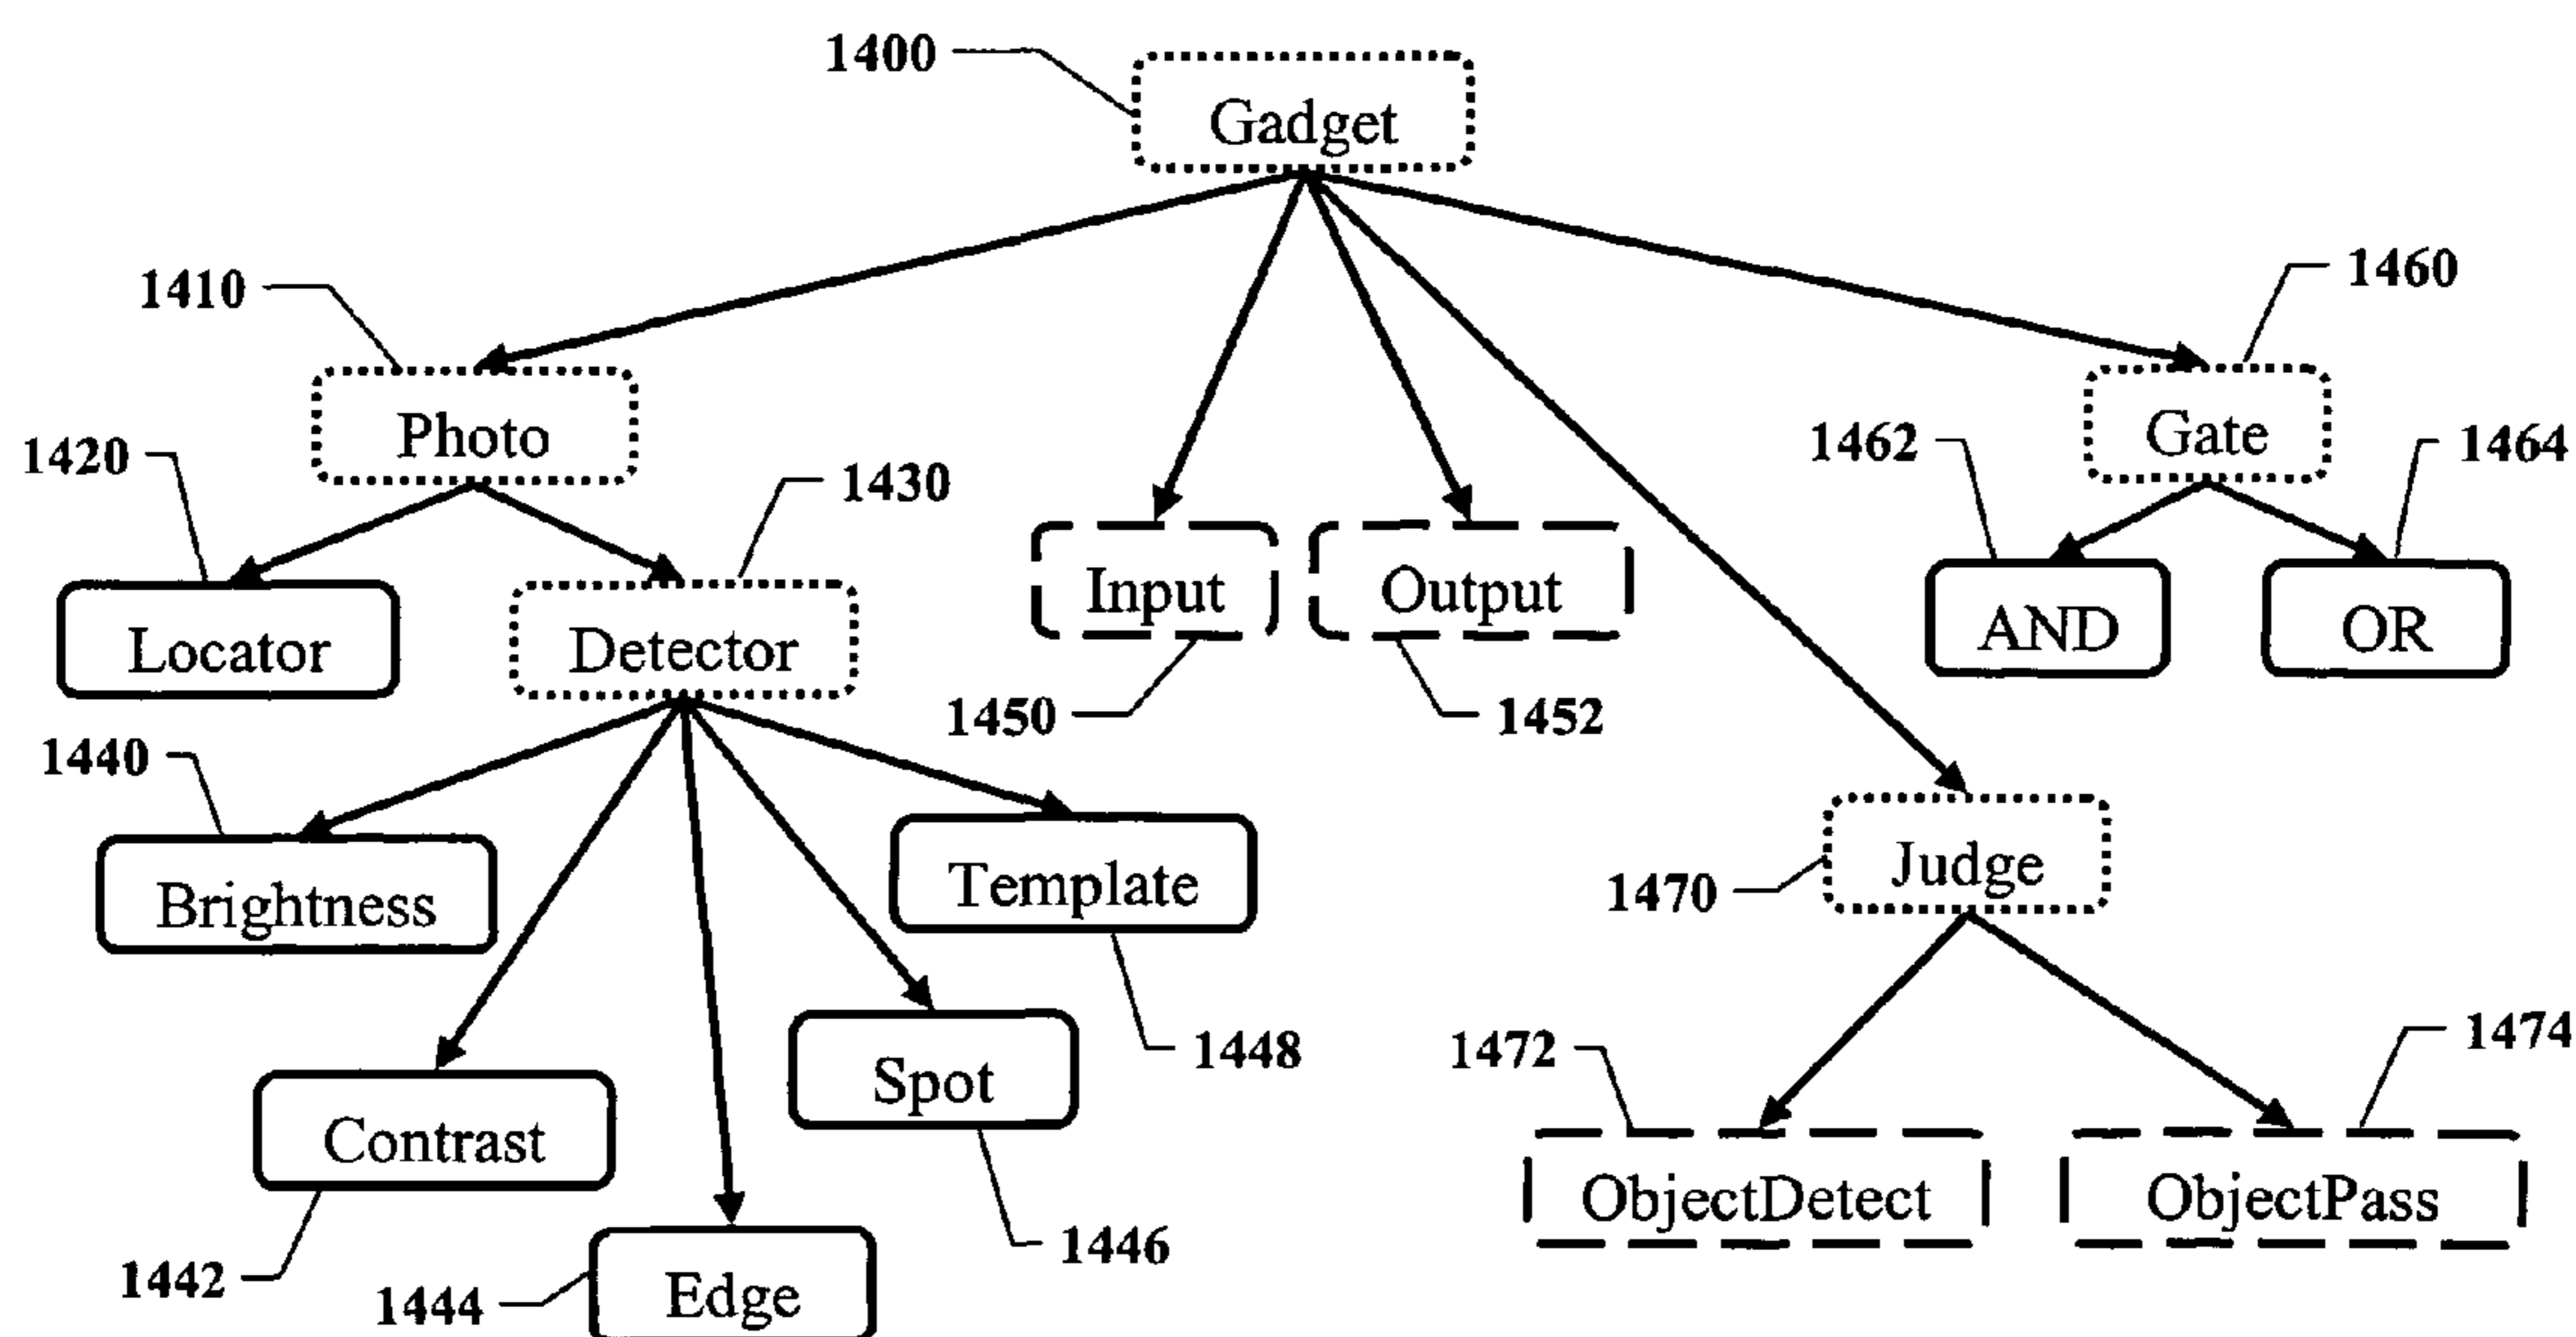 1400
Gadget
1410
1460
Photo
Gate
1420
1430
1462
1464
Locator
Detector
Input
Output
AND
OR
1450
1452
1440
Brightness
Template
Judge
1470
Contrast
Spot
1448
1472
1474
ObjectDetect
ObjectPass
1442
1444
Edge
1446